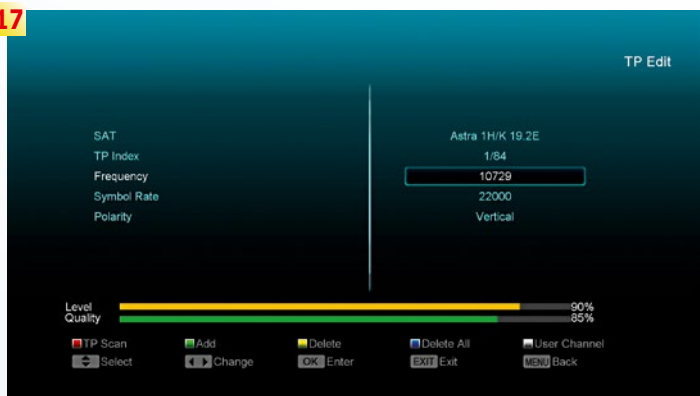 17
TP Edit
SAT Astra 1H/K 19.2E
TP Index 1/84
Frequency 10729
Symbol Rate 22000
Polarity Vertical
Level 90%
Quality 85%
TP Scan Add Delete Delete All User Channel
Select Change OK Enter EXIT Exit MENU Back